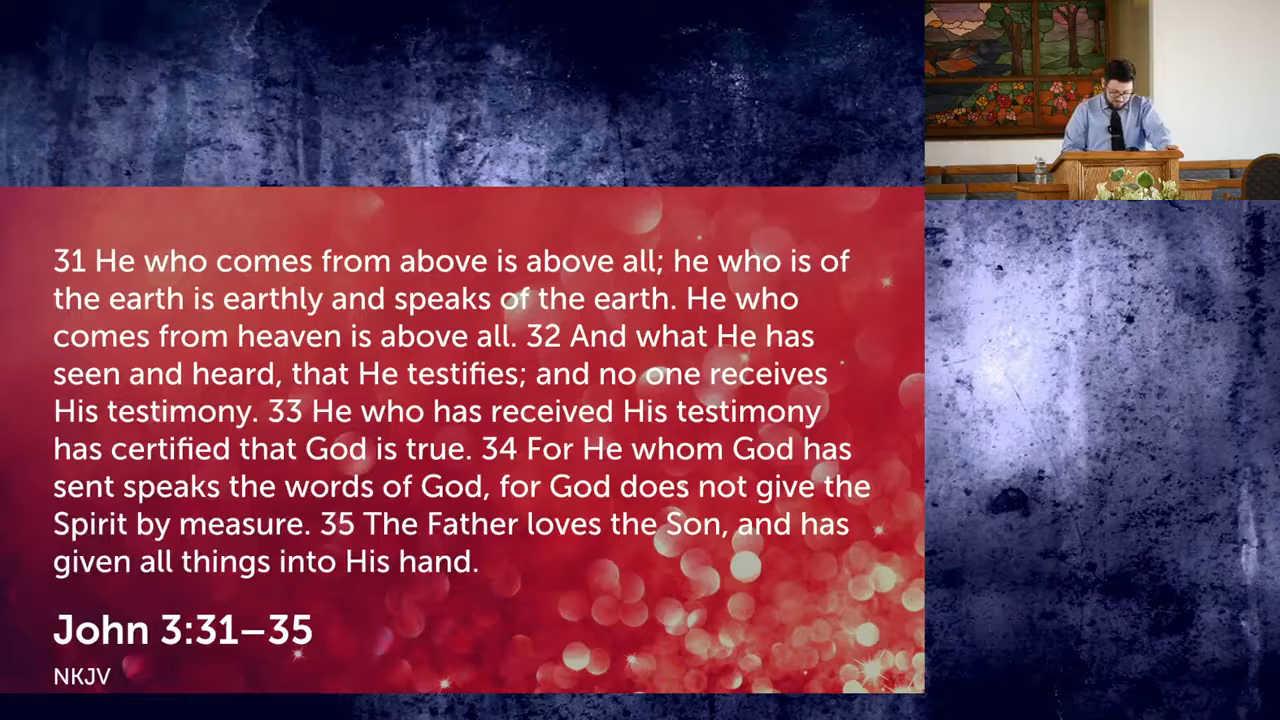 31 He who comes from above is above all; he who is of
the earth is earthly and speaks of the earth. He who
comes from heaven is above all. 32 And what He has
seen and heard, that He testifies; and no one receives
His testimony. 33 He who has received His testimony
has certified that God is true. 34 For He whom God has
sent speaks the words of God, for God does not give the
Spirit by measure. 35 The Father loves the Son, and has
given all things into His hand.
John 3:31–35
NKJV